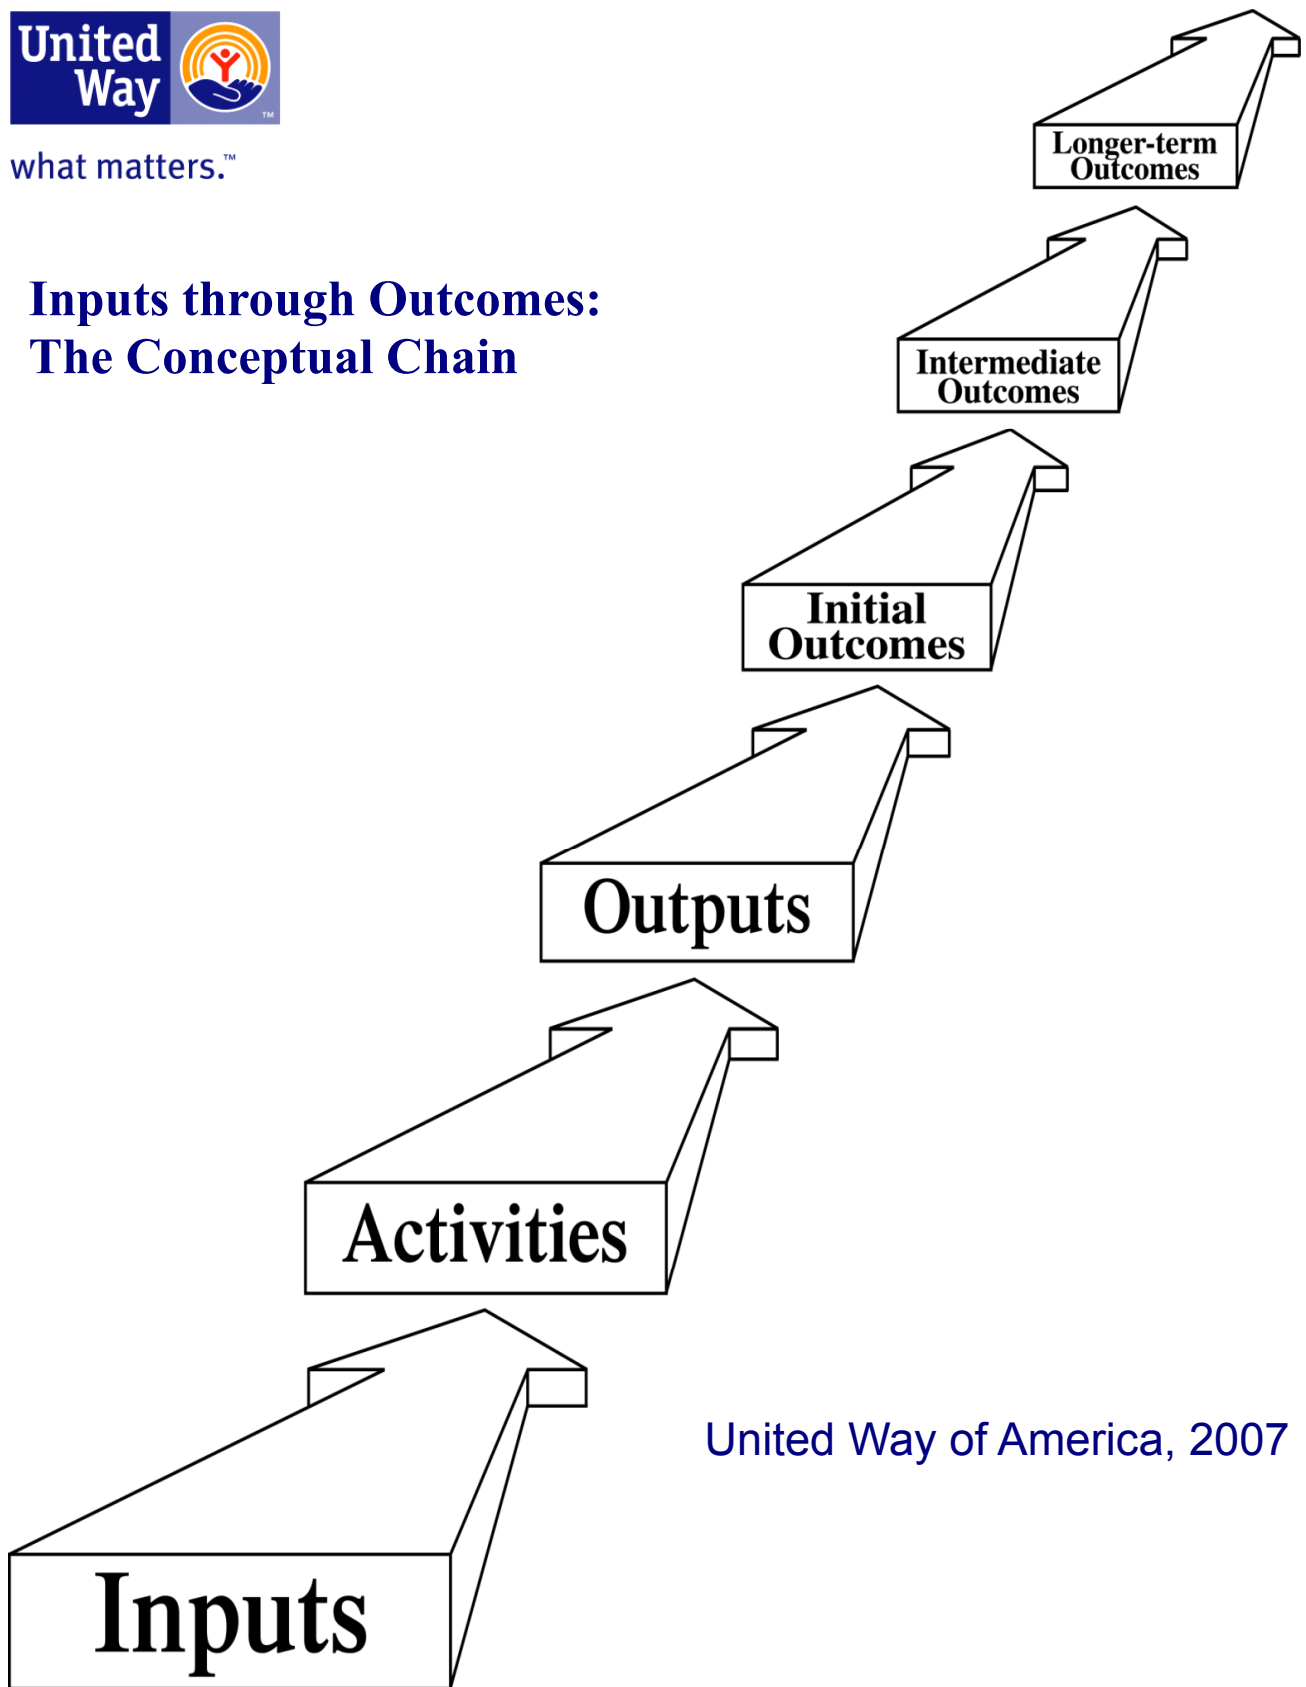 United
Way
TM
what matters.™
Inputs through Outcomes:
The Conceptual Chain
Longer-term
Outcomes
Intermediate
Outcomes
Initial
Outcomes
Outputs
Activities
United Way of America, 2007
Inputs